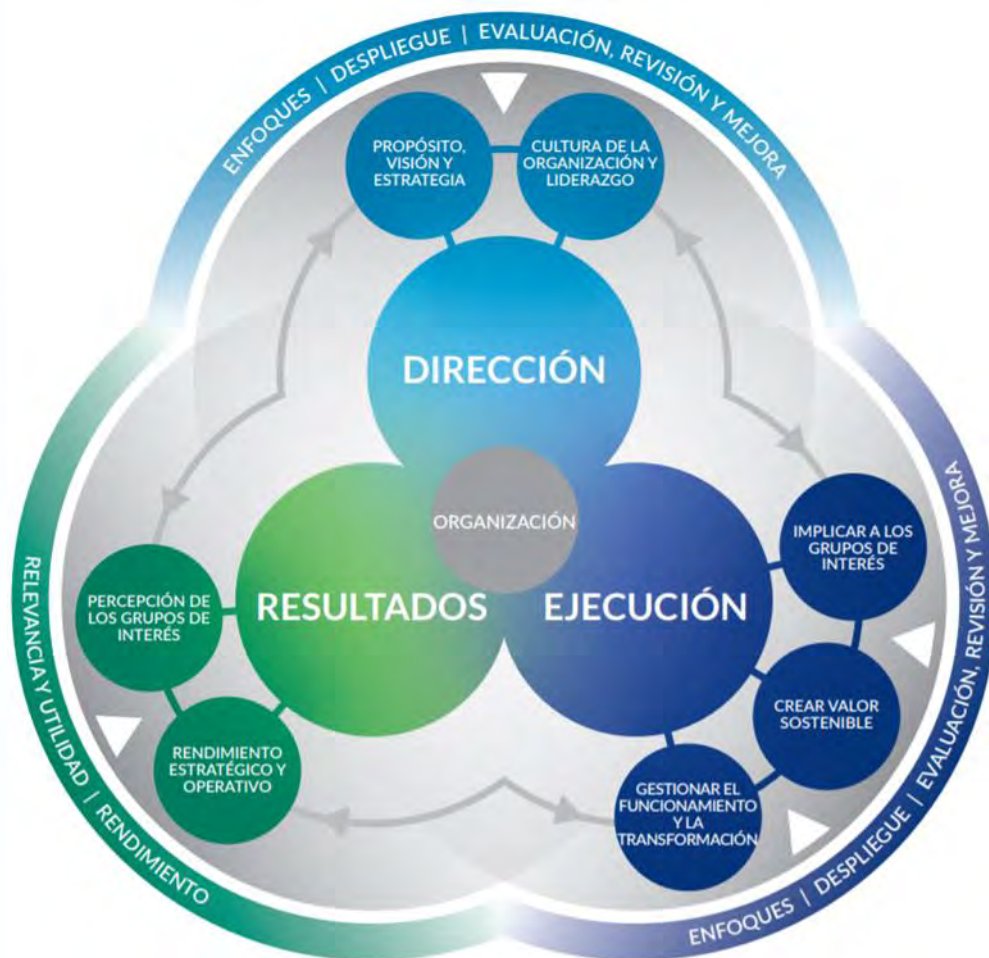 ENFOQUES | DESPLIEGUE | EVALUACIÓN, REVISIÓN Y MEJORA
PROPÓSITO,
VISIÓN Y
ESTRATEGIA
CULTURA DE LA
ORGANIZACIÓN Y
LIDERAZGO
DIRECCIÓN
ORGANIZACIÓN
RESULTADOS
EJECUCIÓN
IMPLICAR A LOS
GRUPOS DE
INTERÉS
CREAR VALOR
SOSTENIBLE
GESTIONAR EL
FUNCIONAMIENTO
Y LA
TRANSFORMACIÓN
ENFOQUES | DESPLIEGUE | EVALUACIÓN, REVISIÓN Y MEJORA
PERCEPCIÓN DE
LOS GRUPOS DE
INTERÉS
RENDIMIENTO
ESTRATÉGICO Y
OPERATIVO
RELEVANCIA Y UTILIDAD | RENDIMIENTO